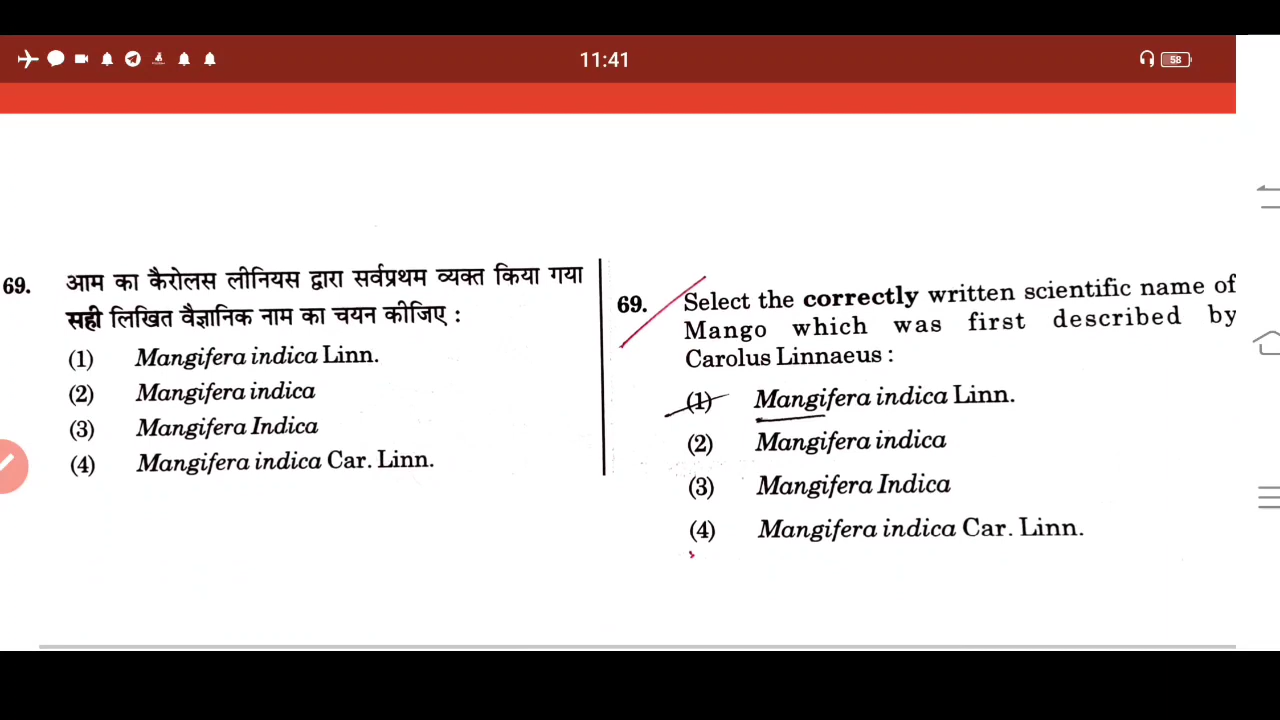 11:41
58
69. आम का कैरोलस लीनियस द्वारा सर्वप्रथम व्यक्त किया गया
सही लिखित वैज्ञानिक नाम का चयन कीजिए :
(1) Mangifera indica Linn.
(2) Mangifera indica
(3) Mangifera Indica
(4) Mangifera indica Car. Linn.
69. Select the correctly written scientific name of
Mango which was first described by
Carolus Linnaeus :
(1) Mangifera indica Linn.
(2) Mangifera indica
(3) Mangifera Indica
(4) Mangifera indica Car. Linn.